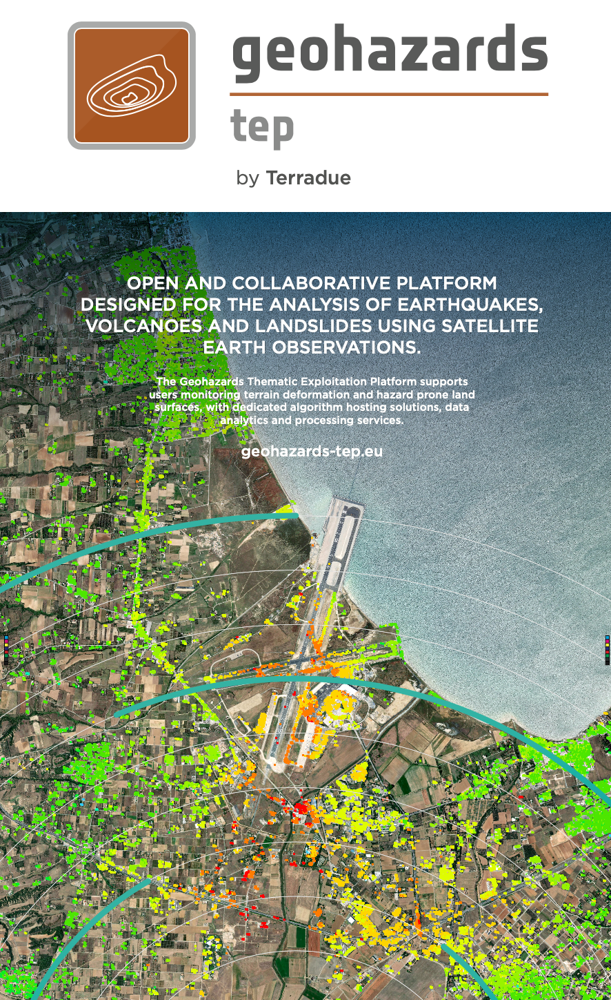 geohazards
tep
by Terradue
OPEN AND COLLABORATIVE PLATFORM
DESIGNED FOR THE ANALYSIS OF EARTHQUAKES,
VOLCANOES AND LANDSLIDES USING SATELLITE
EARTH OBSERVATIONS.
The Geohazards Thematic Exploitation Platform supports
users monitoring terrain deformation and hazard prone land
surfaces, with dedicated algorithm hosting solutions, data
analytics and processing services.
geohazards-tep.eu